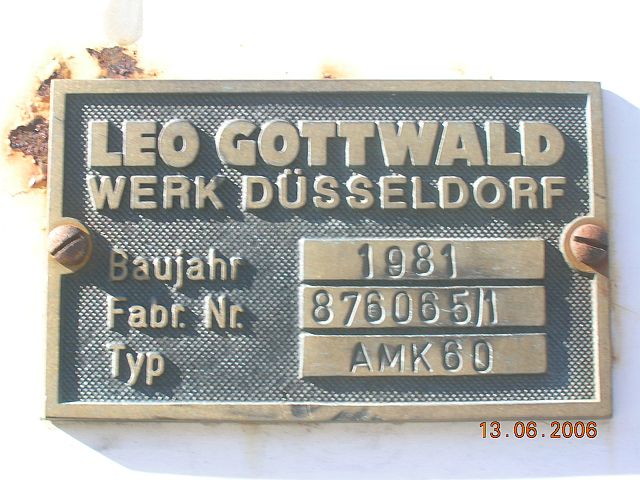 LEO GOTTWALD
WERK DÜSSELDORF
Baujahr 1981
Fabr. Nr. 876065/1
Typ AMK60
13.06.2006